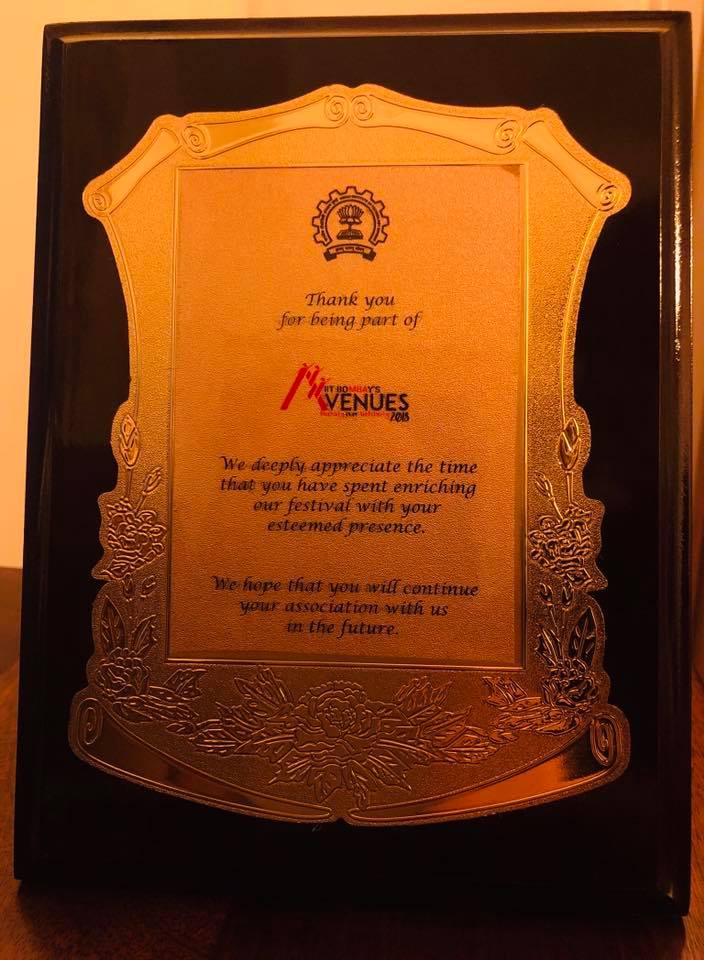 Thank you
for being part of
IIT BOMBAY'S
AVENUES
2018
We deeply appreciate the time
that you have spent enriching
our festival with your
esteemed presence.
We hope that you will continue
your association with us
in the future.